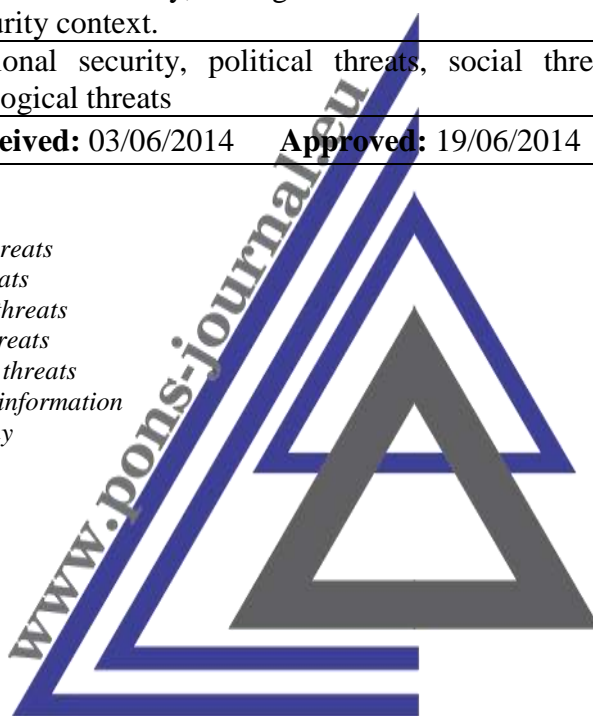 urity context.
ional security, political threats, social thre
ogical threats
eived: 03/06/2014 Approved: 19/06/2014
reats
ats
threats
reats
threats
information
y
www.pons-journal.eu